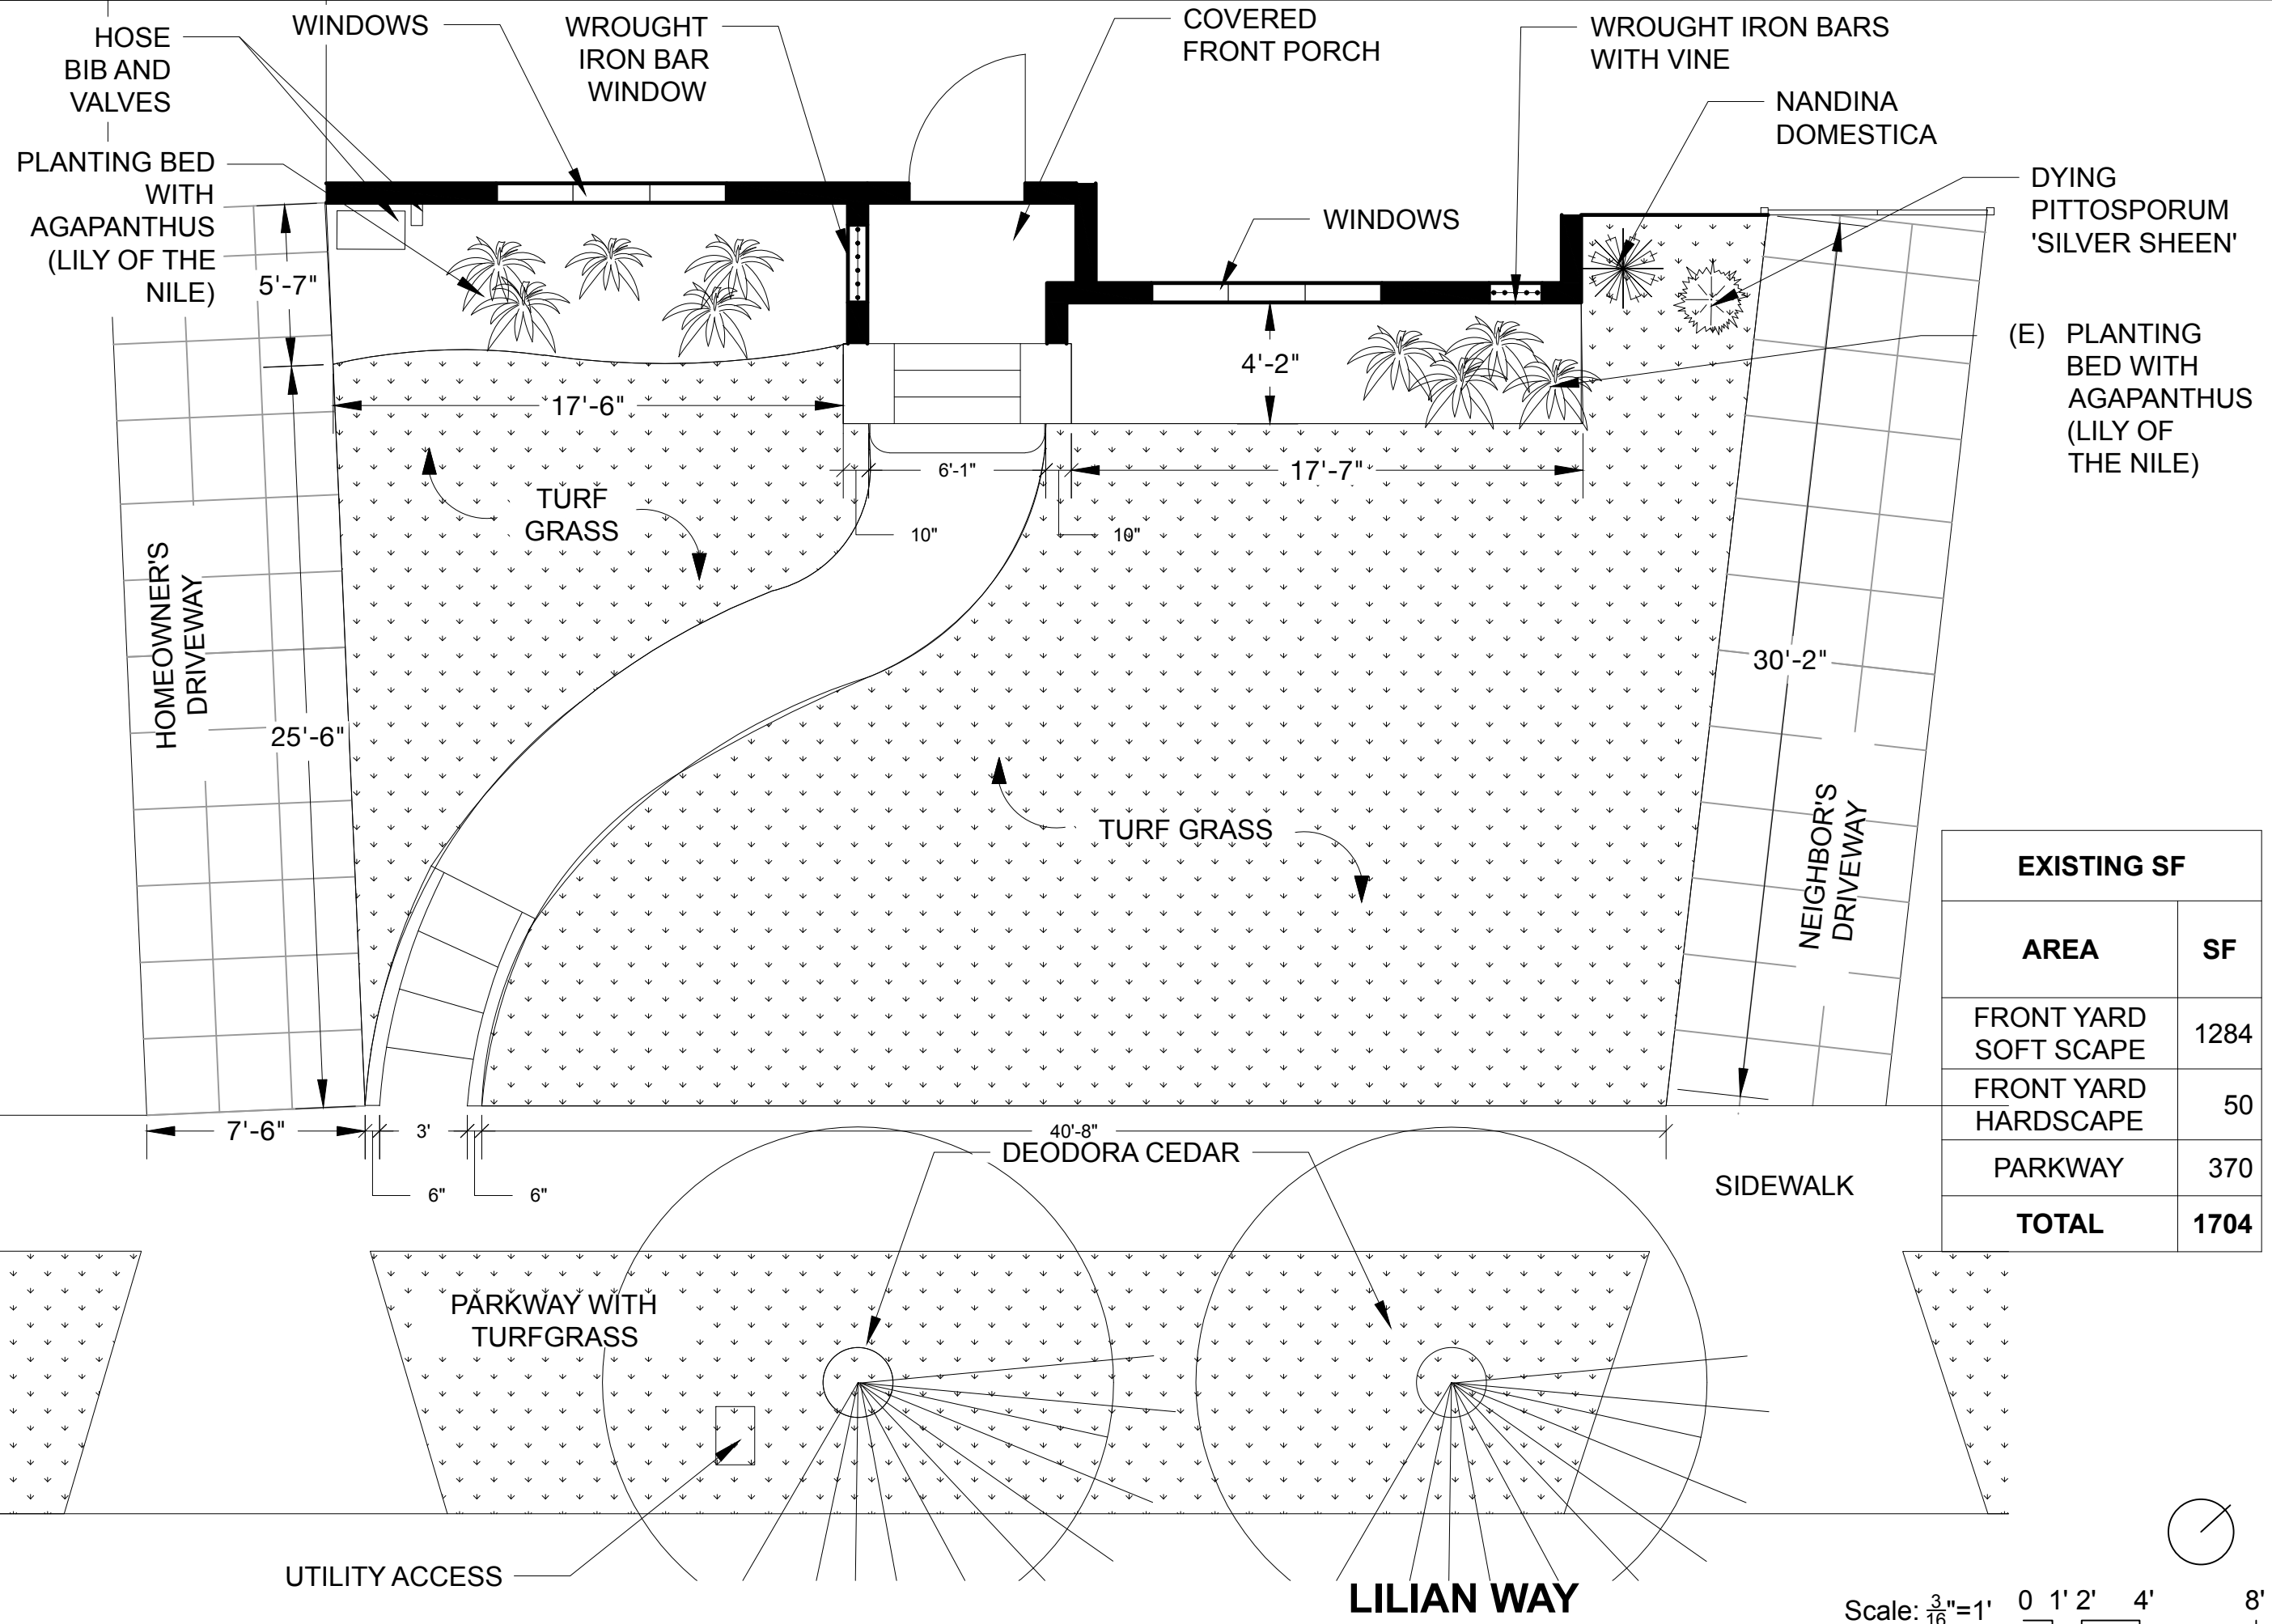 HOSE
BIB AND
VALVES
WINDOWS
WROUGHT
IRON BAR
WINDOW
COVERED
FRONT PORCH
WROUGHT IRON BARS
WITH VINE
NANDINA
DOMESTICA
PLANTING BED
WITH
AGAPANTHUS
(LILY OF THE
NILE)
DYING
PITTOSPORUM
'SILVER SHEEN'
WINDOWS
5'-7"
4'-2"
(E) PLANTING
BED WITH
AGAPANTHUS
(LILY OF
THE NILE)
17'-6"
6'-1"
17'-7"
10"
10"
TURF
GRASS
HOMEOWNER'S
DRIVEWAY
25'-6"
30'-2"
TURF GRASS
NEIGHBOR'S
DRIVEWAY
EXISTING SF
AREA SF
FRONT YARD
SOFT SCAPE 1284
FRONT YARD
HARDSCAPE 50
PARKWAY 370
TOTAL 1704
7'-6"
3'
40'-8"
6"
6"
DEODORA CEDAR
SIDEWALK
PARKWAY WITH
TURFGRASS
UTILITY ACCESS
LILIAN WAY
Scale: 3/16"=1' 0 1' 2' 4' 8'